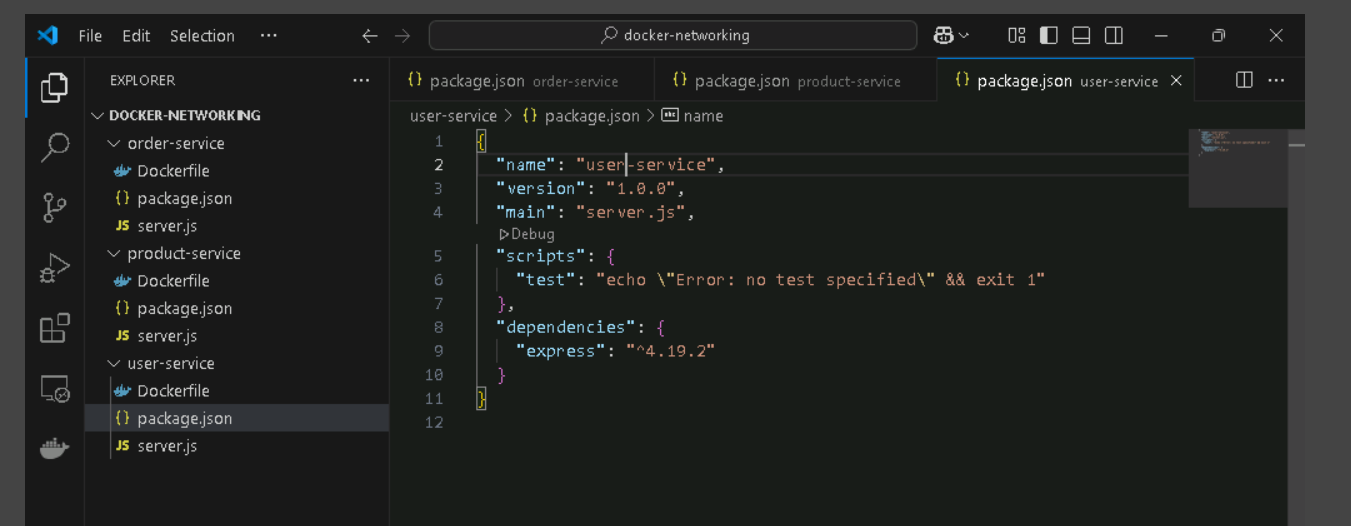 File Edit Selection ··· docker-networking
EXPLORER ···
DOCKER-NETWORKING
order-service
Dockerfile
{} package.json
JS server.js
product-service
Dockerfile
{} package.json
JS server.js
user-service
Dockerfile
{} package.json
JS server.js
{} package.json order-service {} package.json product-service {} package.json user-service ···
user-service > {} package.json > name
1 {
2 "name": "user-service",
3 "version": "1.0.0",
4 "main": "server.js",
Debug
5 "scripts": {
6 "test": "echo \"Error: no test specified\" && exit 1"
7 },
8 "dependencies": {
9 "express": "^4.19.2"
10 }
11 }
12